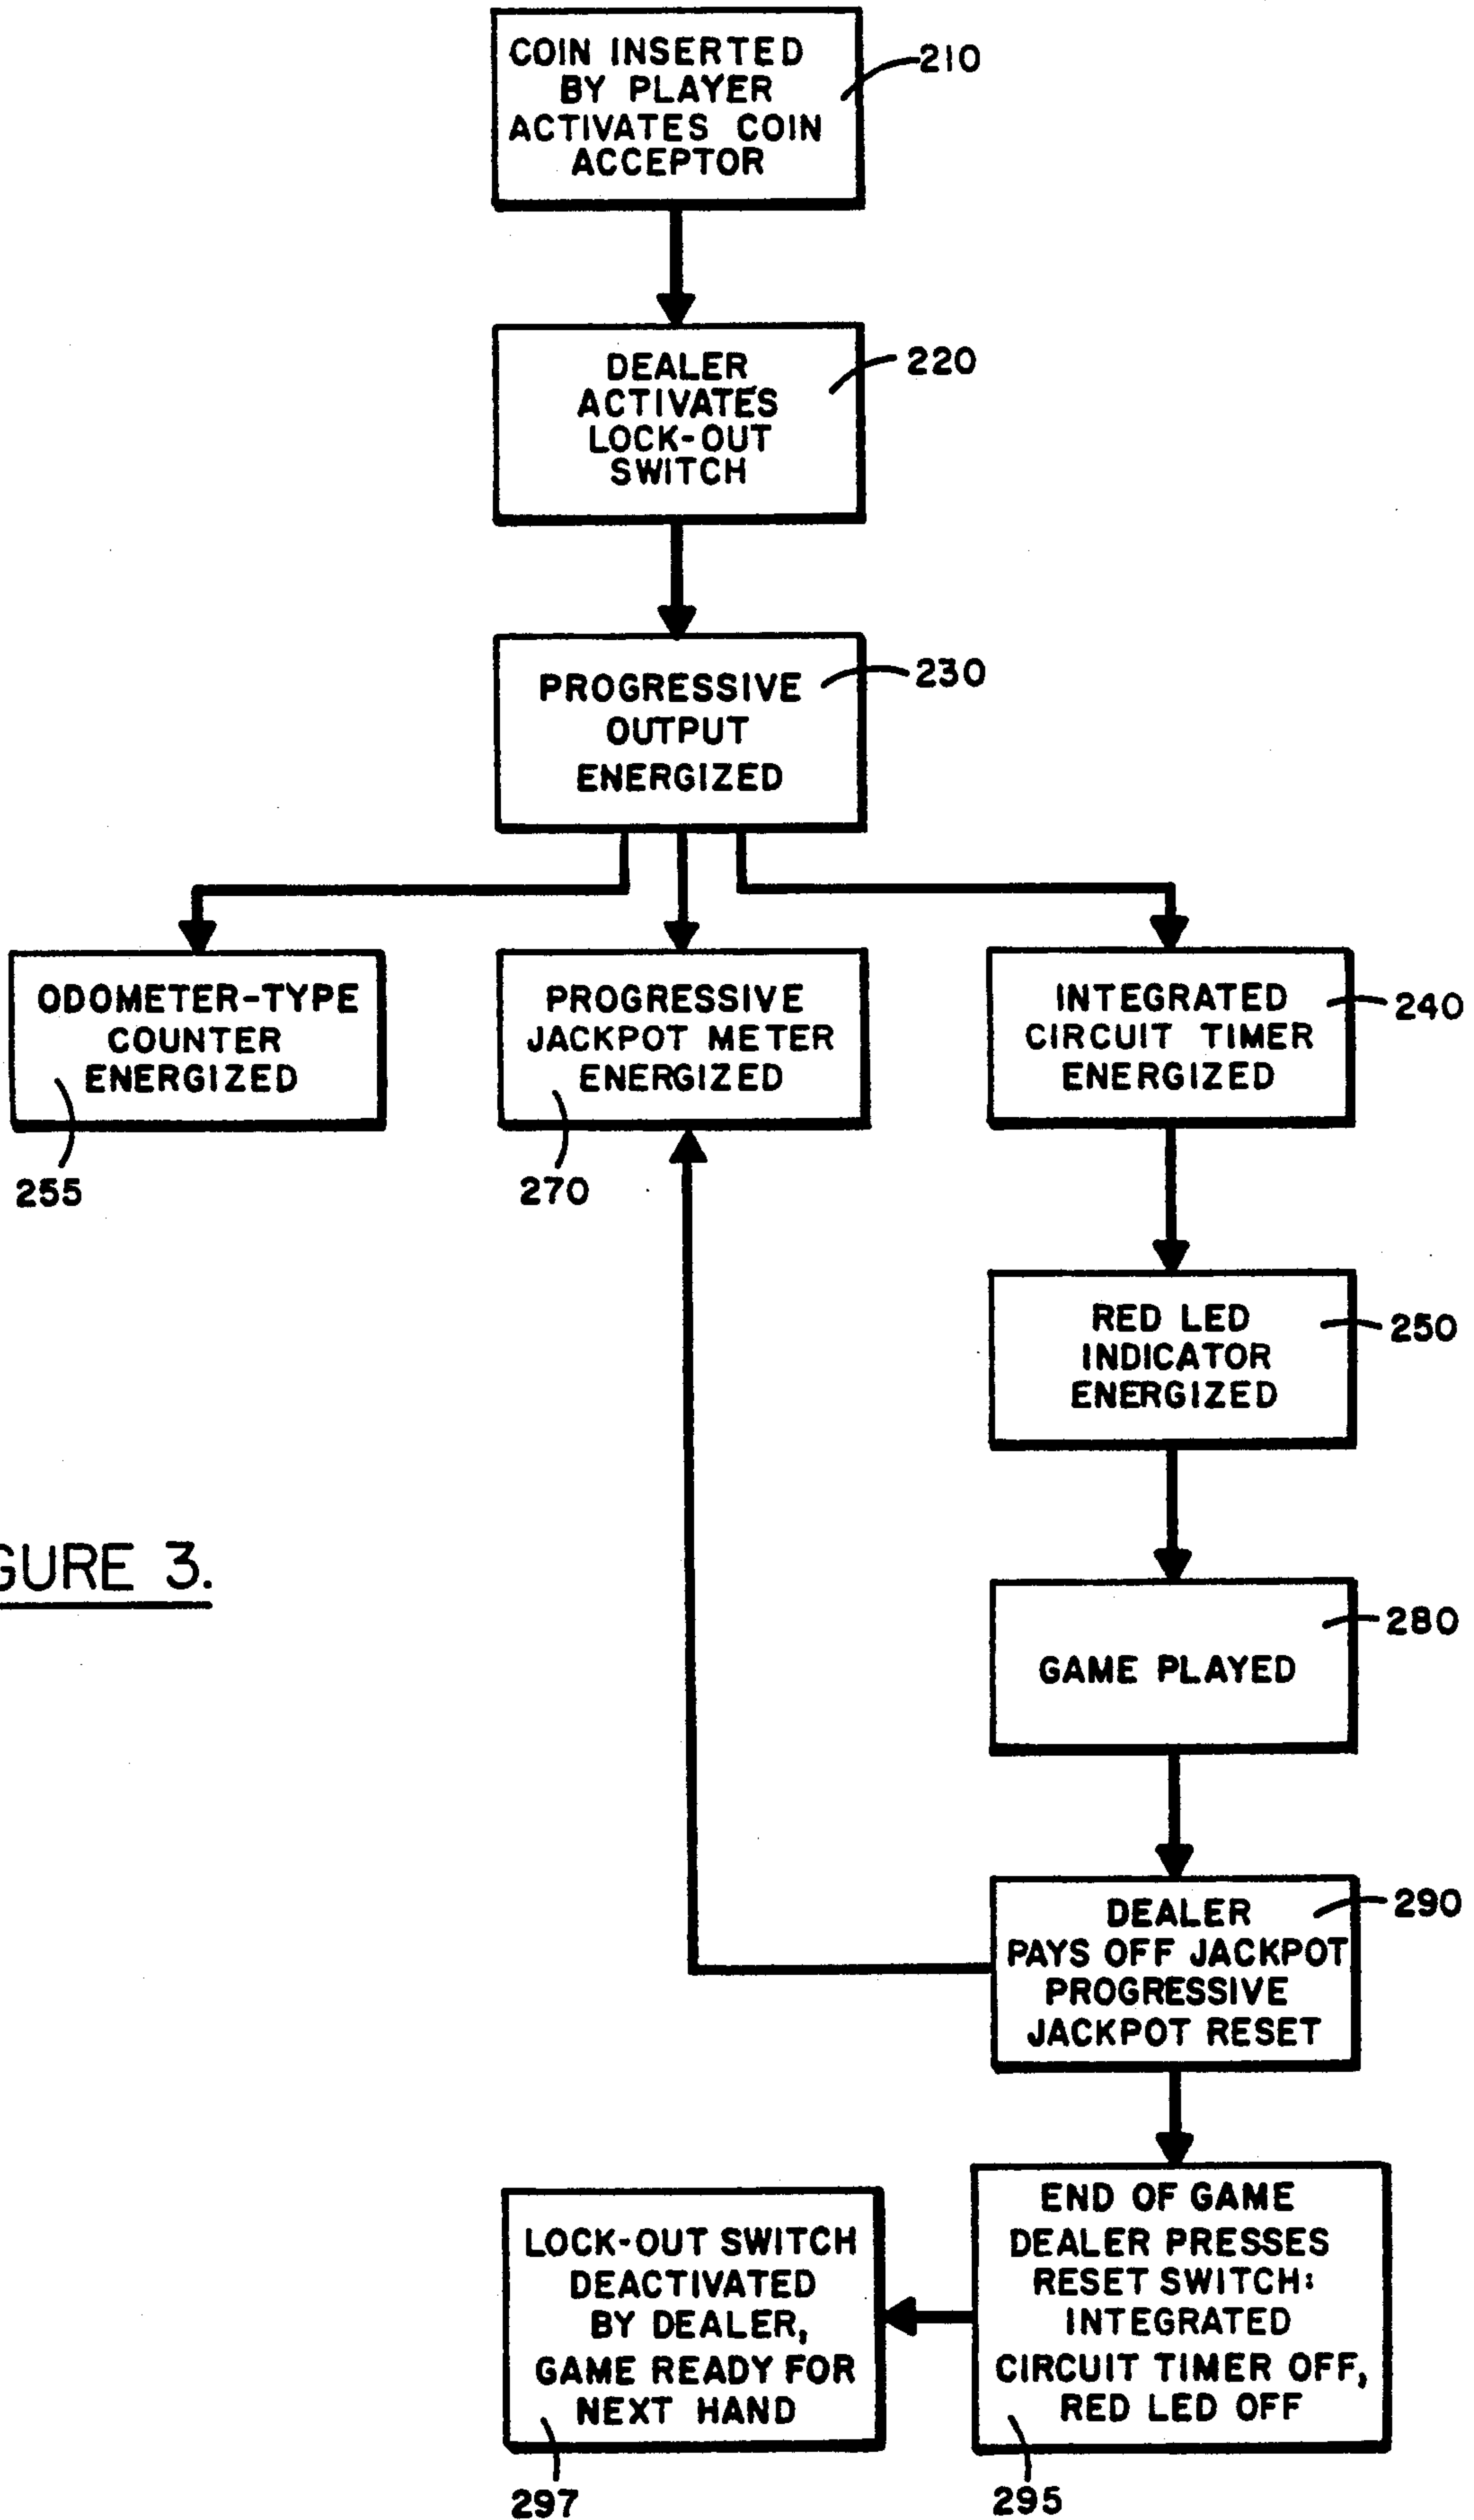 COIN INSERTED
BY PLAYER
ACTIVATES COIN
ACCEPTOR
210
DEALER
ACTIVATES
LOCK-OUT
SWITCH
220
PROGRESSIVE
OUTPUT
ENERGIZED
230
ODOMETER-TYPE
COUNTER
ENERGIZED
255
PROGRESSIVE
JACKPOT METER
ENERGIZED
270
INTEGRATED
CIRCUIT TIMER
ENERGIZED
240
RED LED
INDICATOR
ENERGIZED
250
GURE 3.
GAME PLAYED
280
DEALER
PAYS OFF JACKPOT
PROGRESSIVE
JACKPOT RESET
290
END OF GAME
DEALER PRESSES
RESET SWITCH:
INTEGRATED
CIRCUIT TIMER OFF,
RED LED OFF
295
LOCK-OUT SWITCH
DEACTIVATED
BY DEALER,
GAME READY FOR
NEXT HAND
297